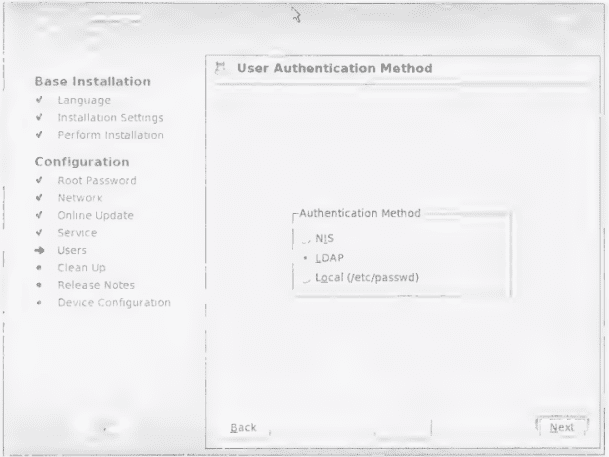 Base Installation
Language
Installation Settings
Perform Installation
Configuration
Root Password
Network
Online Update
Service
Users
Clean Up
Release Notes
Device Configuration
User Authentication Method
Authentication Method
NIS
LDAP
Local (/etc/passwd)
Back
Next